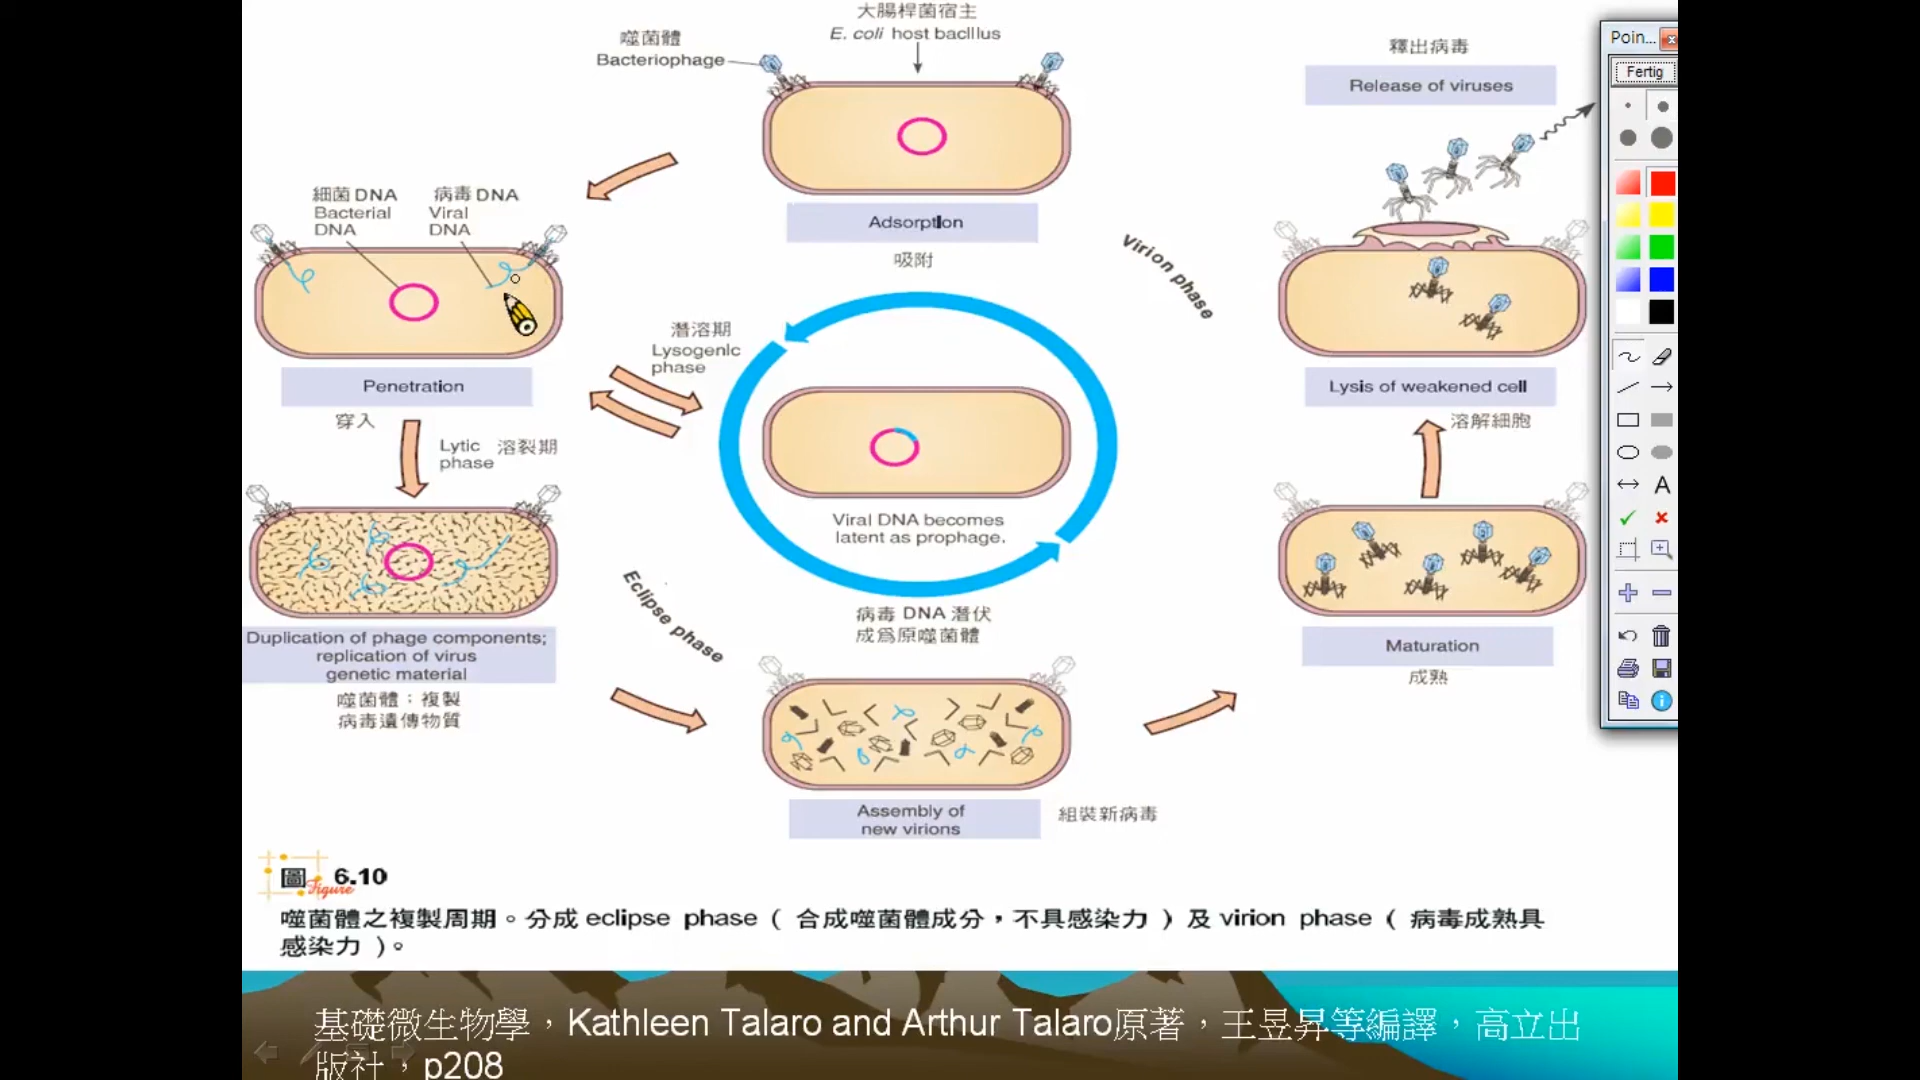 大腸桿菌宿主
E. coli host bacillus
噬菌體
Bacteriophage
Adsorption
吸附
細菌 DNA
Bacterial
DNA
病毒 DNA
Viral
DNA
Penetration
穿入
潛溶期
Lysogenic
phase
Lytic
phase
溶裂期
Duplication of phage components;
replication of virus
genetic material
噬菌體；複製
病毒遺傳物質
Eclipse phase
Viral DNA becomes
latent as prophage.
病毒 DNA 潛伏
成為原噬菌體
Assembly of
new virions
組裝新病毒
Maturation
成熟
Lysis of weakened cell
溶解細胞
釋出病毒
Release of viruses
Virion phase
Poin...
Fertig
A
圖 Figure 6.10
噬菌體之複製周期。分成 eclipse phase ( 合成噬菌體成分，不具感染力 ) 及 virion phase ( 病毒成熟具
感染力 )。
基礎微生物學，Kathleen Talaro and Arthur Talaro原著，王昱昇等編譯，高立出
版社，p208